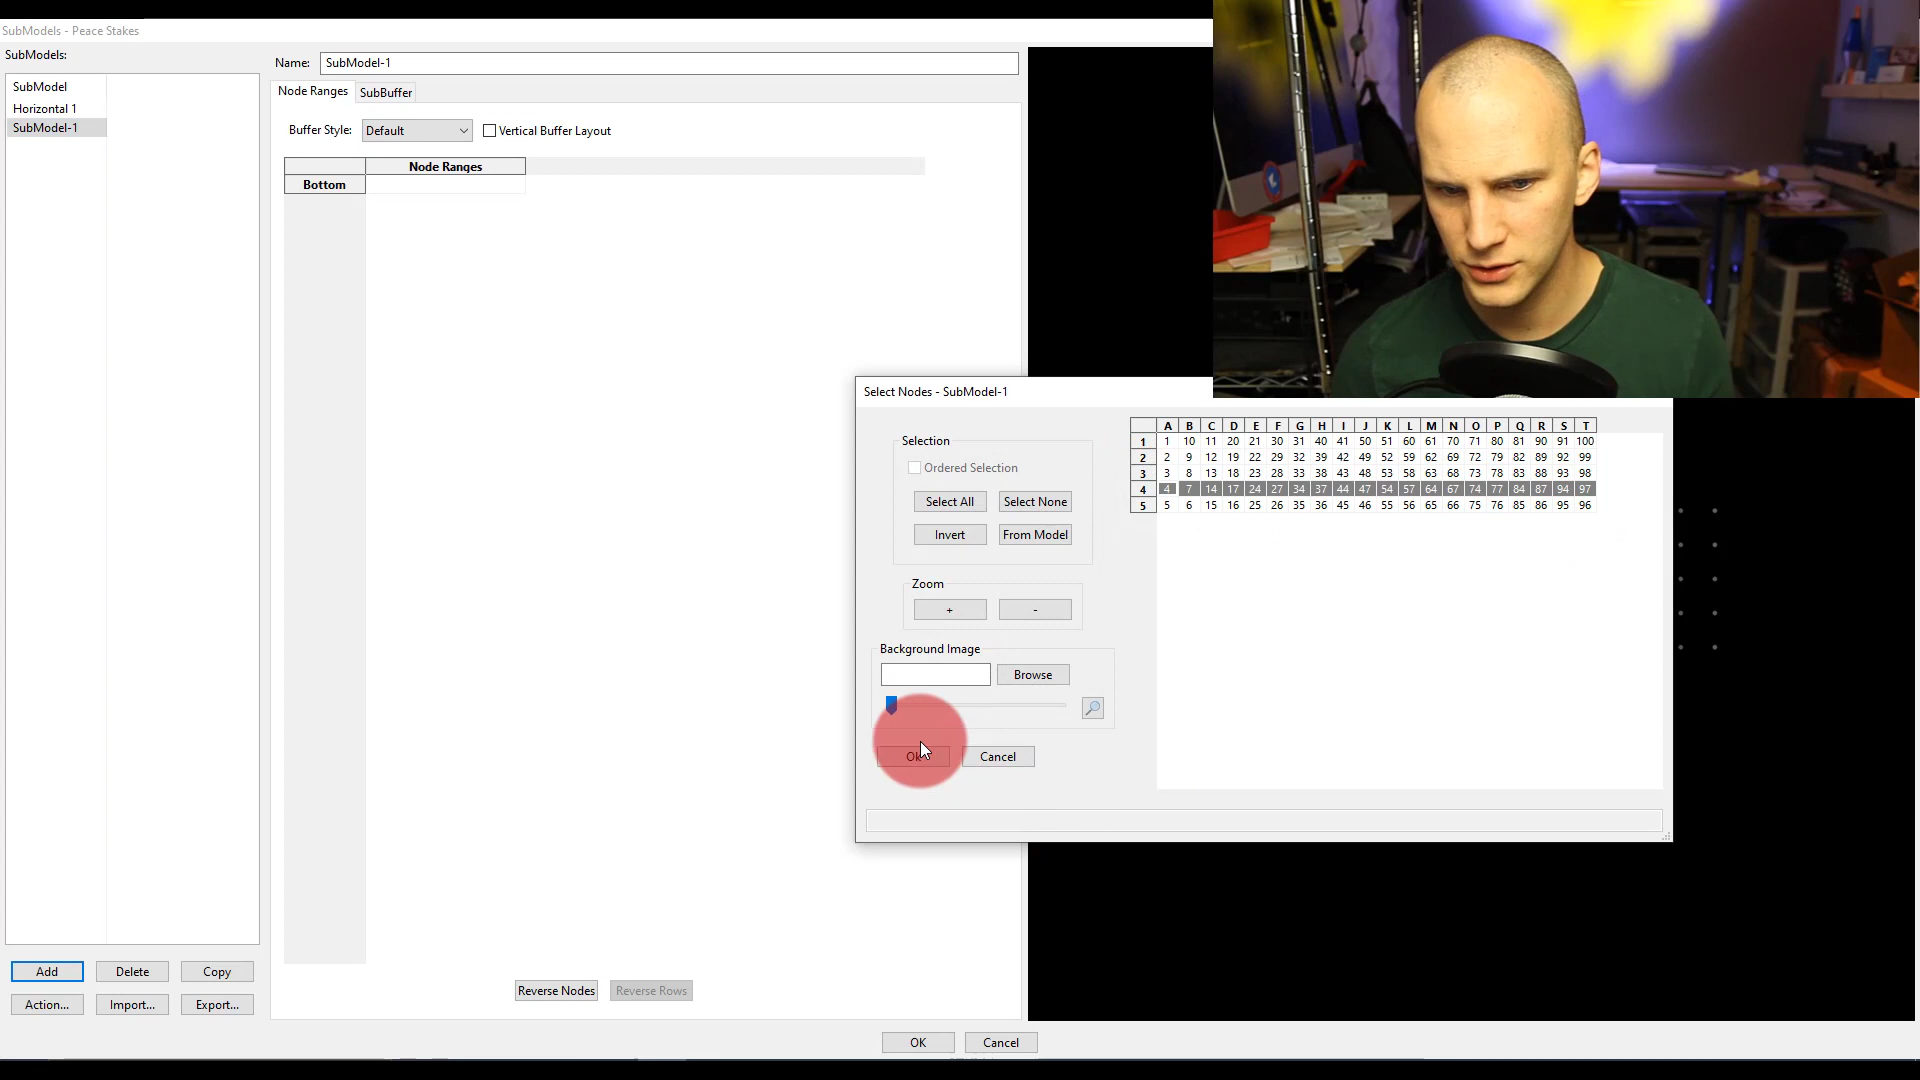 SubModels - Peace Stakes
SubModels:
SubModel
Horizontal 1
SubModel-1
Add Delete Copy
Action... Import... Export...
Name: SubModel-1
Node Ranges SubBuffer
Buffer Style: Default Vertical Buffer Layout
Node Ranges
Bottom
Reverse Nodes Reverse Rows
Select Nodes - SubModel-1
Selection
Ordered Selection
Select All Select None
Invert From Model
Zoom
+ -
Background Image
Browse
Ok Cancel
A B C D E F G H I J K L M N O P Q R S T
1 1 10 11 20 21 30 31 40 41 50 51 60 61 70 71 80 81 90 91 100
2 2 9 12 19 22 29 32 39 42 49 52 59 62 69 72 79 82 89 92 99
3 3 8 13 18 23 28 33 38 43 48 53 58 63 68 73 78 83 88 93 98
4 4 7 14 17 24 27 34 37 44 47 54 57 64 67 74 77 84 87 94 97
5 5 6 15 16 25 26 35 36 45 46 55 56 65 66 75 76 85 86 95 96
OK Cancel